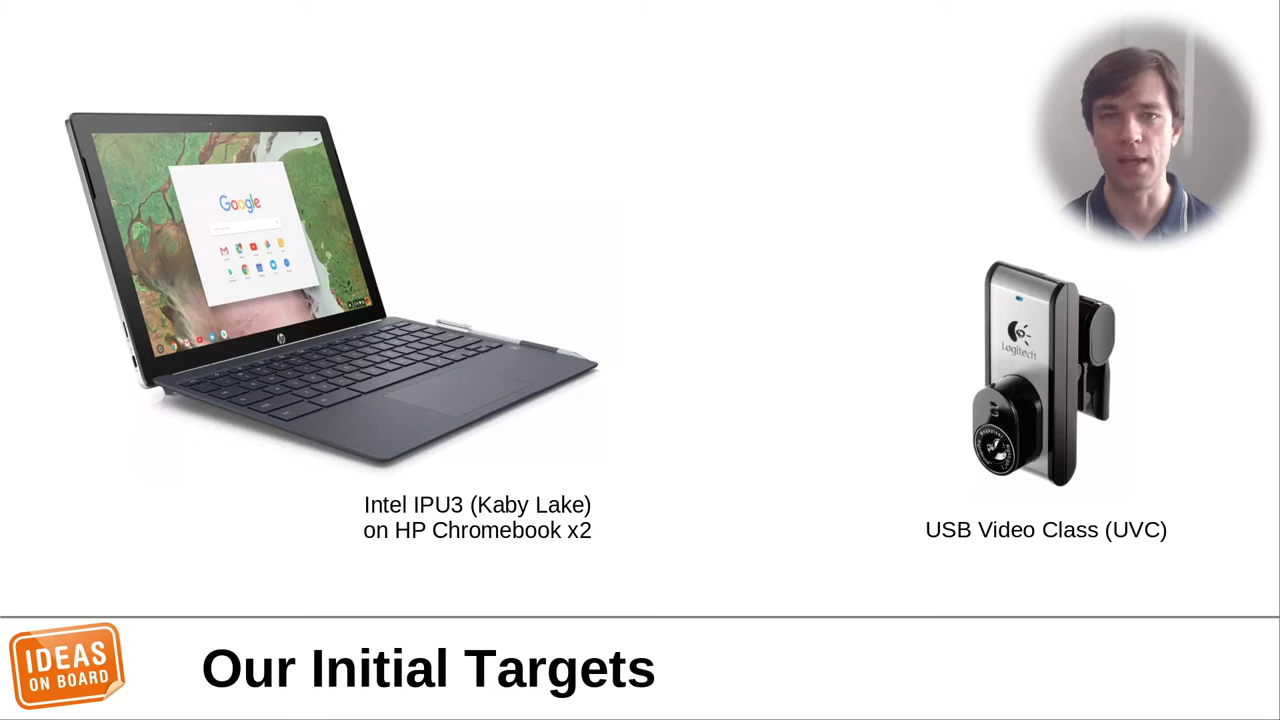 Google
hp
Logitech
Intel IPU3 (Kaby Lake)
on HP Chromebook x2
USB Video Class (UVC)
IDEAS
ON BOARD
Our Initial Targets